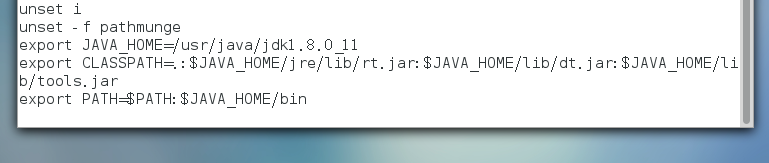 unset i
unset -f pathmunge
export JAVA_HOME=/usr/java/jdk1.8.0_11
export CLASSPATH=.:$JAVA_HOME/jre/lib/rt.jar:$JAVA_HOME/lib/dt.jar:$JAVA_HOME/li
b/tools.jar
export PATH=$PATH:$JAVA_HOME/bin